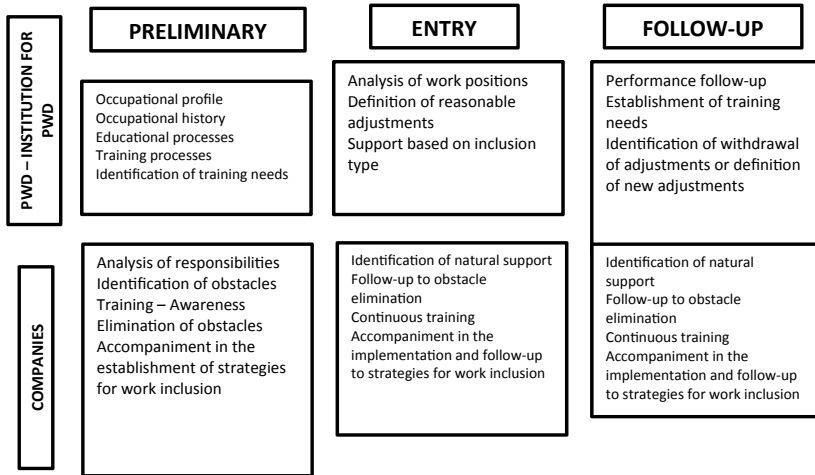 PRELIMINARY
ENTRY
FOLLOW-UP
PWD – INSTITUTION FOR
PWD
Occupational profile
Occupational history
Educational processes
Training processes
Identification of training needs
Analysis of work positions
Definition of reasonable
adjustments
Support based on inclusion
type
Performance follow-up
Establishment of training
needs
Identification of withdrawal
of adjustments or definition
of new adjustments
COMPANIES
Analysis of responsibilities
Identification of obstacles
Training – Awareness
Elimination of obstacles
Accompaniment in the
establishment of strategies
for work inclusion
Identification of natural support
Follow-up to obstacle
elimination
Continuous training
Accompaniment in the
implementation and follow-up
to strategies for work inclusion
Identification of natural
support
Follow-up to obstacle
elimination
Continuous training
Accompaniment in the
implementation and follow-up
to strategies for work inclusion